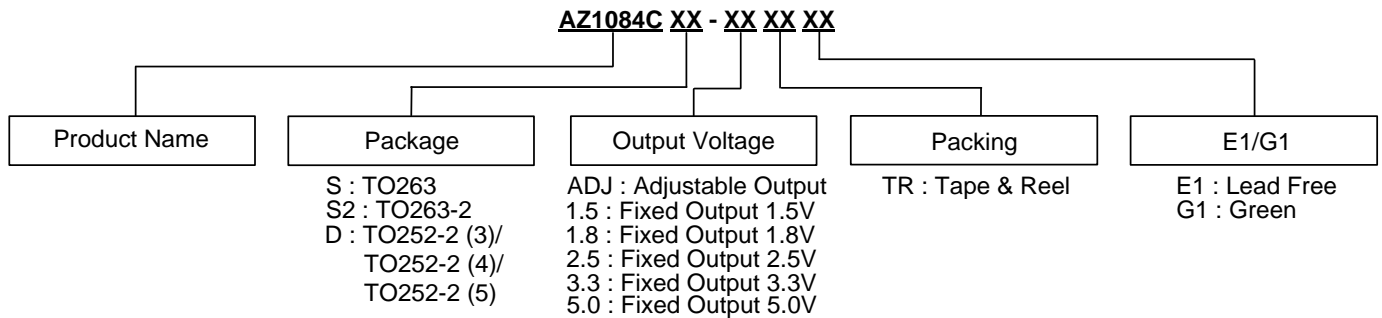 AZ1084C XX - XX XX XX
Product Name
Package
Output Voltage
Packing
E1/G1
S : TO263
S2 : TO263-2
D : TO252-2 (3)/
TO252-2 (4)/
TO252-2 (5)
ADJ : Adjustable Output
1.5 : Fixed Output 1.5V
1.8 : Fixed Output 1.8V
2.5 : Fixed Output 2.5V
3.3 : Fixed Output 3.3V
5.0 : Fixed Output 5.0V
TR : Tape & Reel
E1 : Lead Free
G1 : Green